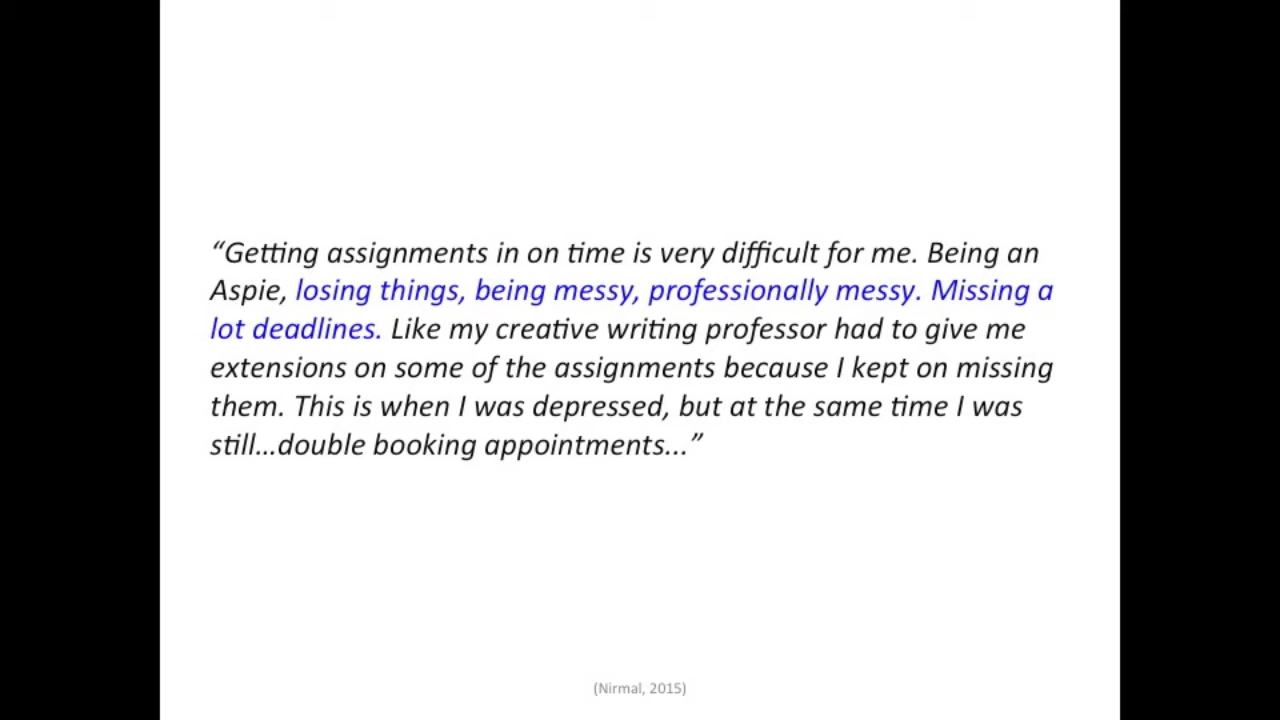 “Getting assignments in on time is very difficult for me. Being an
Aspie, losing things, being messy, professionally messy. Missing a
lot deadlines. Like my creative writing professor had to give me
extensions on some of the assignments because I kept on missing
them. This is when I was depressed, but at the same time I was
still…double booking appointments...”
(Nirmal, 2015)